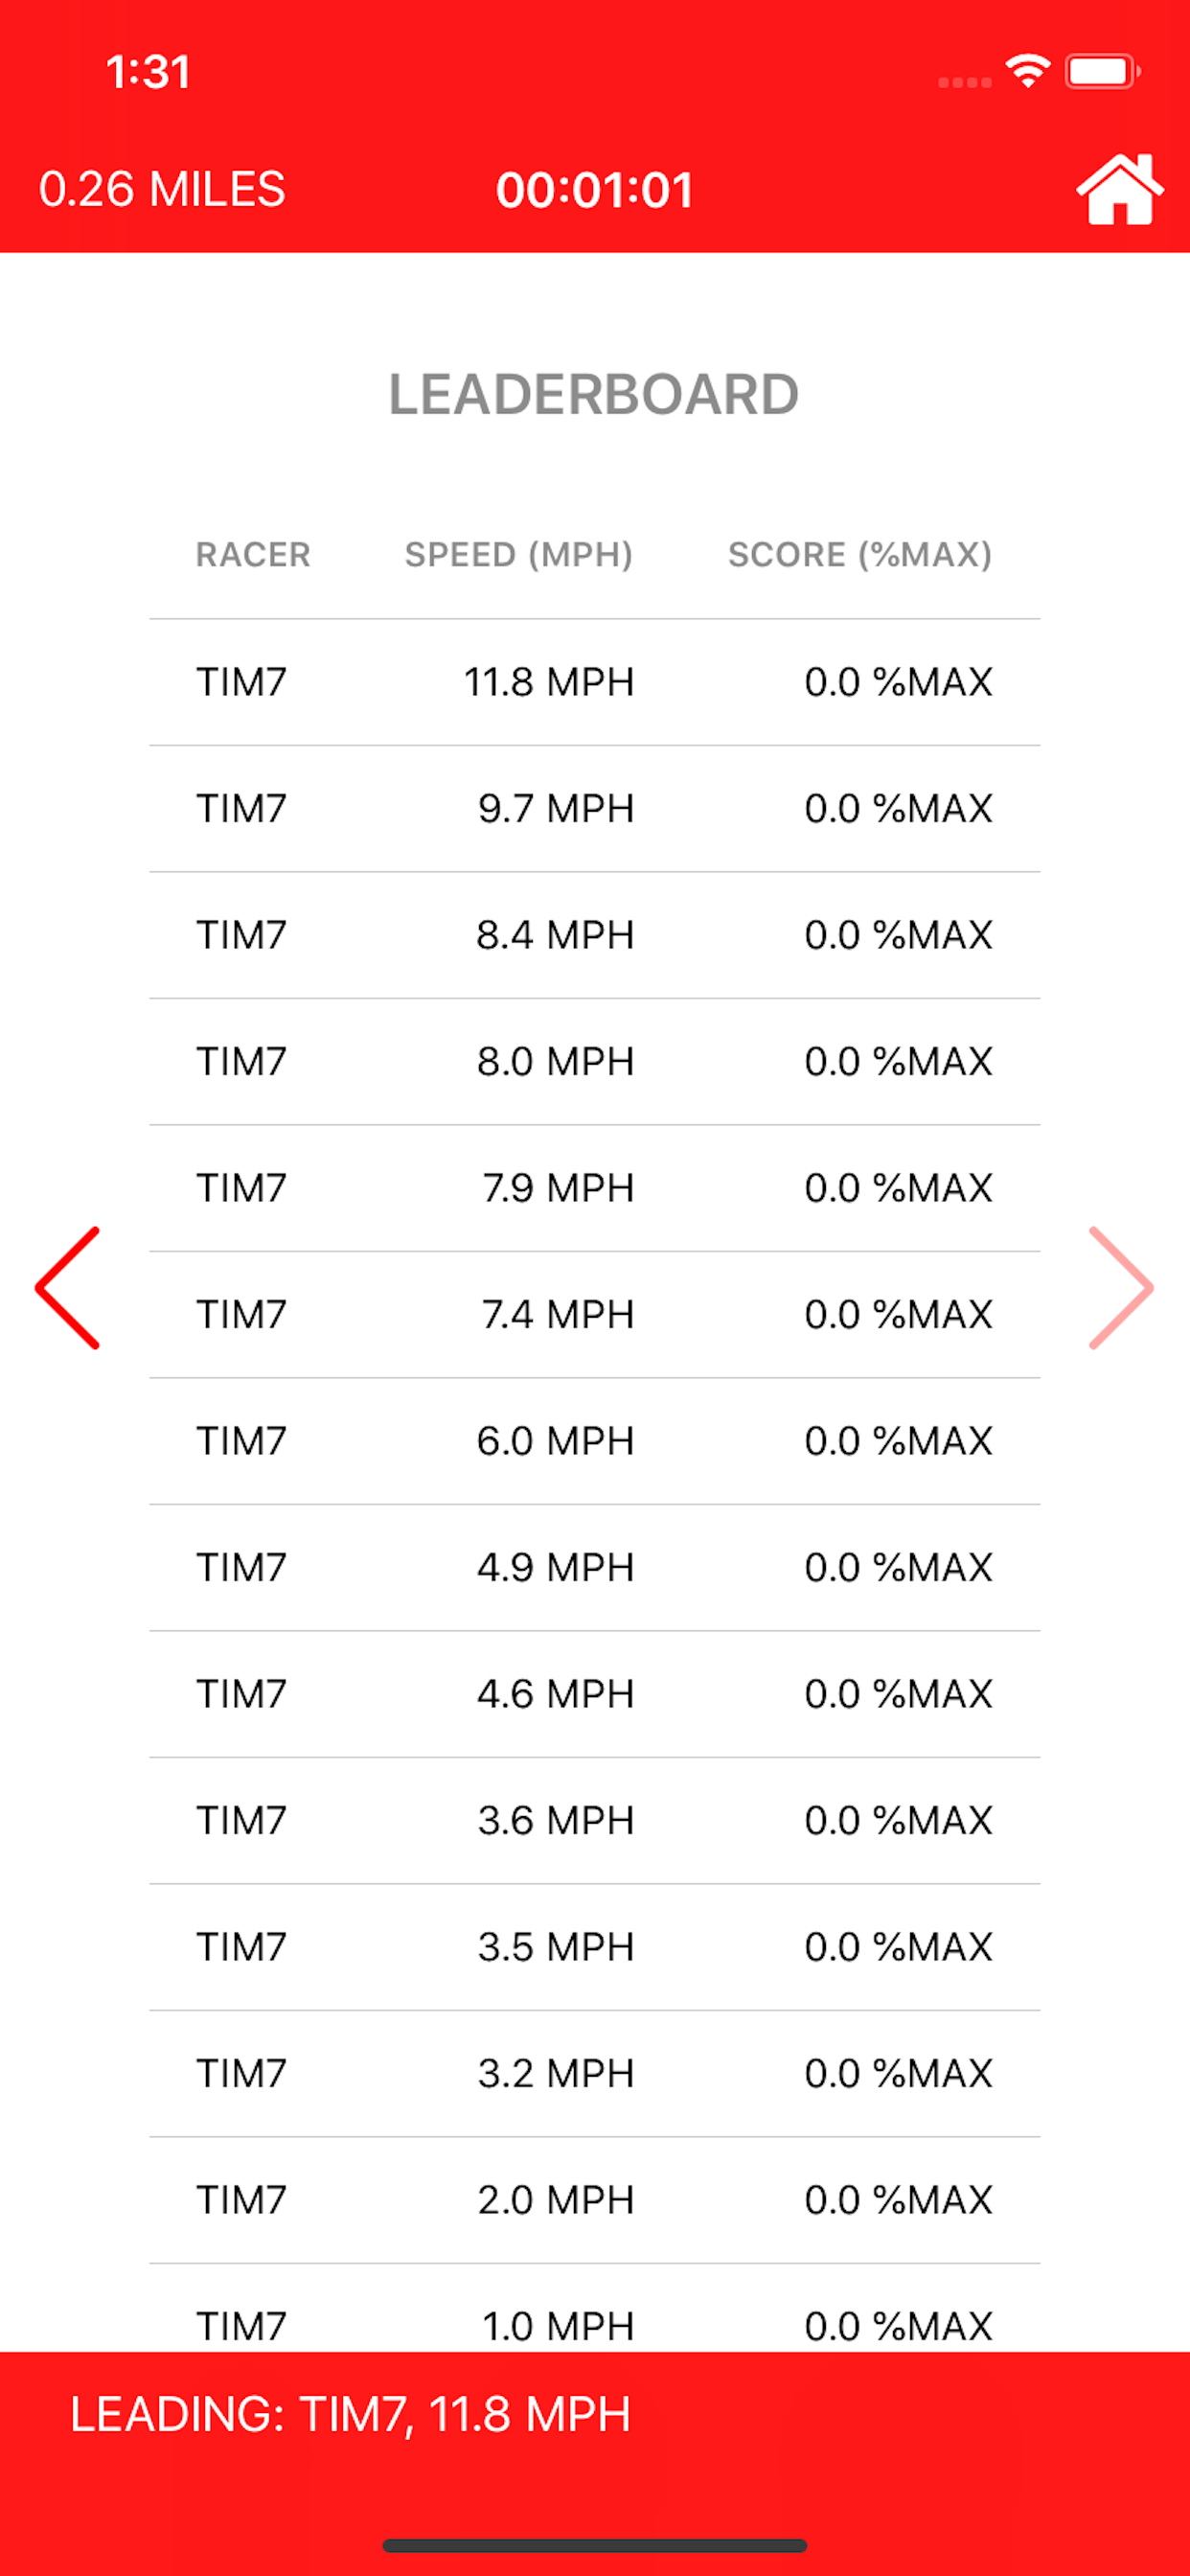 1:31
0.26 MILES 00:01:01
LEADERBOARD
RACER SPEED (MPH) SCORE (%MAX)
TIM7 11.8 MPH 0.0 %MAX
TIM7 9.7 MPH 0.0 %MAX
TIM7 8.4 MPH 0.0 %MAX
TIM7 8.0 MPH 0.0 %MAX
TIM7 7.9 MPH 0.0 %MAX
TIM7 7.4 MPH 0.0 %MAX
TIM7 6.0 MPH 0.0 %MAX
TIM7 4.9 MPH 0.0 %MAX
TIM7 4.6 MPH 0.0 %MAX
TIM7 3.6 MPH 0.0 %MAX
TIM7 3.5 MPH 0.0 %MAX
TIM7 3.2 MPH 0.0 %MAX
TIM7 2.0 MPH 0.0 %MAX
TIM7 1.0 MPH 0.0 %MAX
LEADING: TIM7, 11.8 MPH